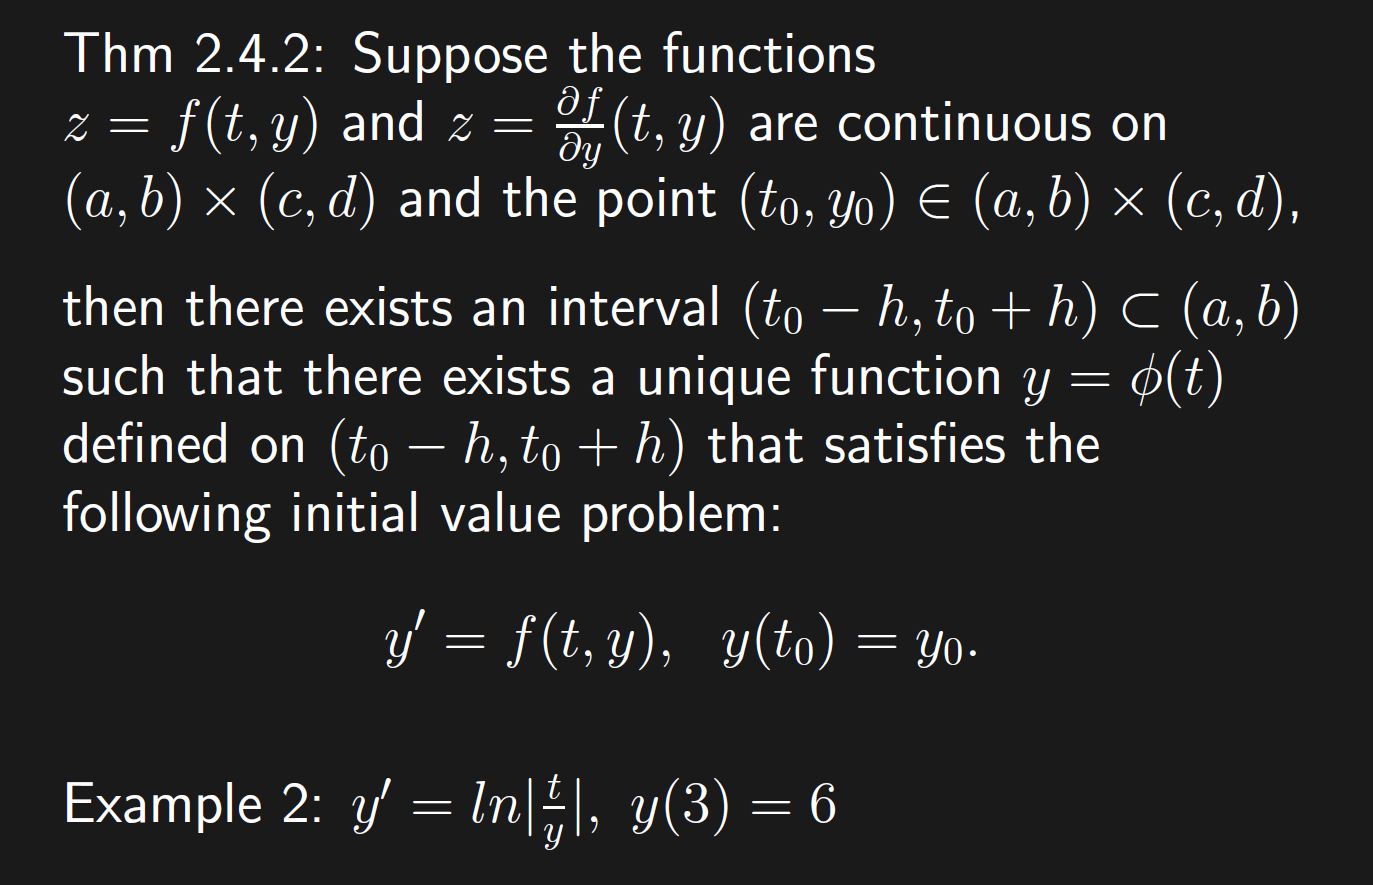 Thm 2.4.2: Suppose the functions
z = f(t, y) and z = ∂f/∂y(t, y) are continuous on
(a, b) × (c, d) and the point (t₀, y₀) ∈ (a, b) × (c, d),
then there exists an interval (t₀ − h, t₀ + h) ⊂ (a, b)
such that there exists a unique function y = ϕ(t)
defined on (t₀ − h, t₀ + h) that satisfies the
following initial value problem:
y′ = f(t, y), y(t₀) = y₀.
Example 2: y′ = ln|t/y|, y(3) = 6